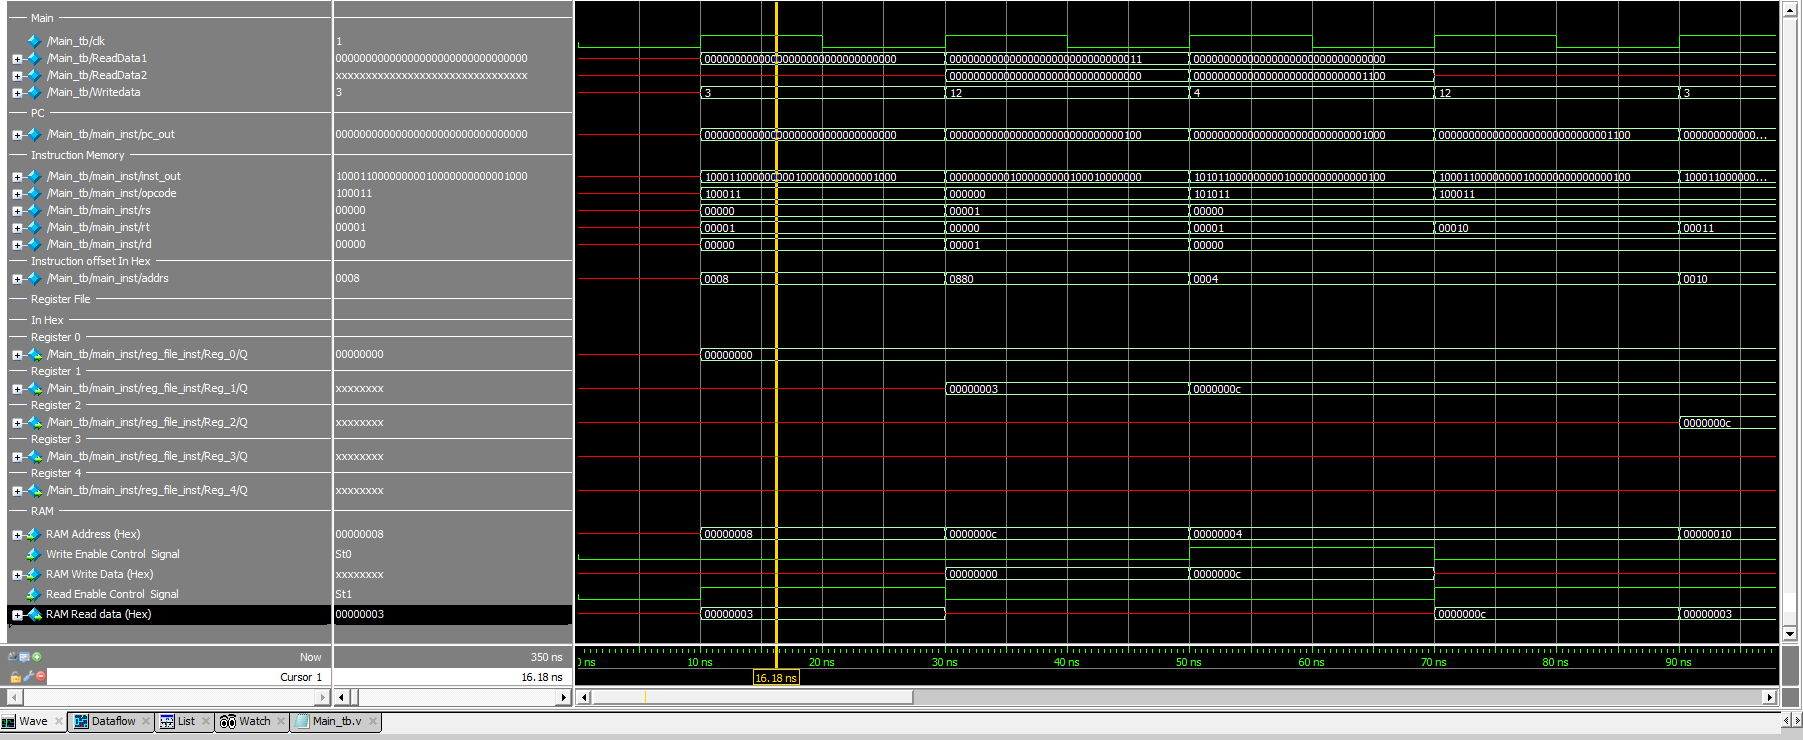 Main
/Main_tb/clk 1
/Main_tb/ReadData1 00000000000000000000000000000000 00000000000000000000000000000000 00000000000000000000000000000011 00000000000000000000000000000000
/Main_tb/ReadData2 xxxxxxxxxxxxxxxxxxxxxxxxxxxxxxxx 00000000000000000000000000000000 00000000000000000000000000001100
/Main_tb/Writedata 3 3 12 4 12 3
PC
/Main_tb/main_inst/pc_out 00000000000000000000000000000000 00000000000000000000000000000000 00000000000000000000000000000100 00000000000000000000000000001000 00000000000000000000000000001100 000000000000...
Instruction Memory
/Main_tb/main_inst/inst_out 10001100000000010000000000001000 10001100000000010000000000001000 00000000001000000000100010000000 10101100000000010000000000000100 10001100000000100000000000000100 100011000000...
/Main_tb/main_inst/opcode 100011 100011 000000 101011 100011
/Main_tb/main_inst/rs 00000 00000 00001 00000
/Main_tb/main_inst/rt 00001 00001 00000 00001 00010 00011
/Main_tb/main_inst/rd 00000 00000 00001 00000
Instruction offset In Hex
/Main_tb/main_inst/addrs 0008 0008 0880 0004 0010
Register File
In Hex
Register 0
/Main_tb/main_inst/reg_file_inst/Reg_0/Q 00000000 00000000
Register 1
/Main_tb/main_inst/reg_file_inst/Reg_1/Q xxxxxxxx 00000003 0000000c
Register 2
/Main_tb/main_inst/reg_file_inst/Reg_2/Q xxxxxxxx 0000000c
Register 3
/Main_tb/main_inst/reg_file_inst/Reg_3/Q xxxxxxxx
Register 4
/Main_tb/main_inst/reg_file_inst/Reg_4/Q xxxxxxxx
RAM
RAM Address (Hex) 00000008 00000008 0000000c 00000004 00000010
Write Enable Control Signal St0
RAM Write Data (Hex) xxxxxxxx 00000000 0000000c
Read Enable Control Signal St1
RAM Read data (Hex) 00000003 00000003 0000000c 00000003
Now 350 ns 0 ns 10 ns 20 ns 30 ns 40 ns 50 ns 60 ns 70 ns 80 ns 90 ns
Cursor 1 16.18 ns 16.18 ns
Wave Dataflow List Watch Main_tb.v